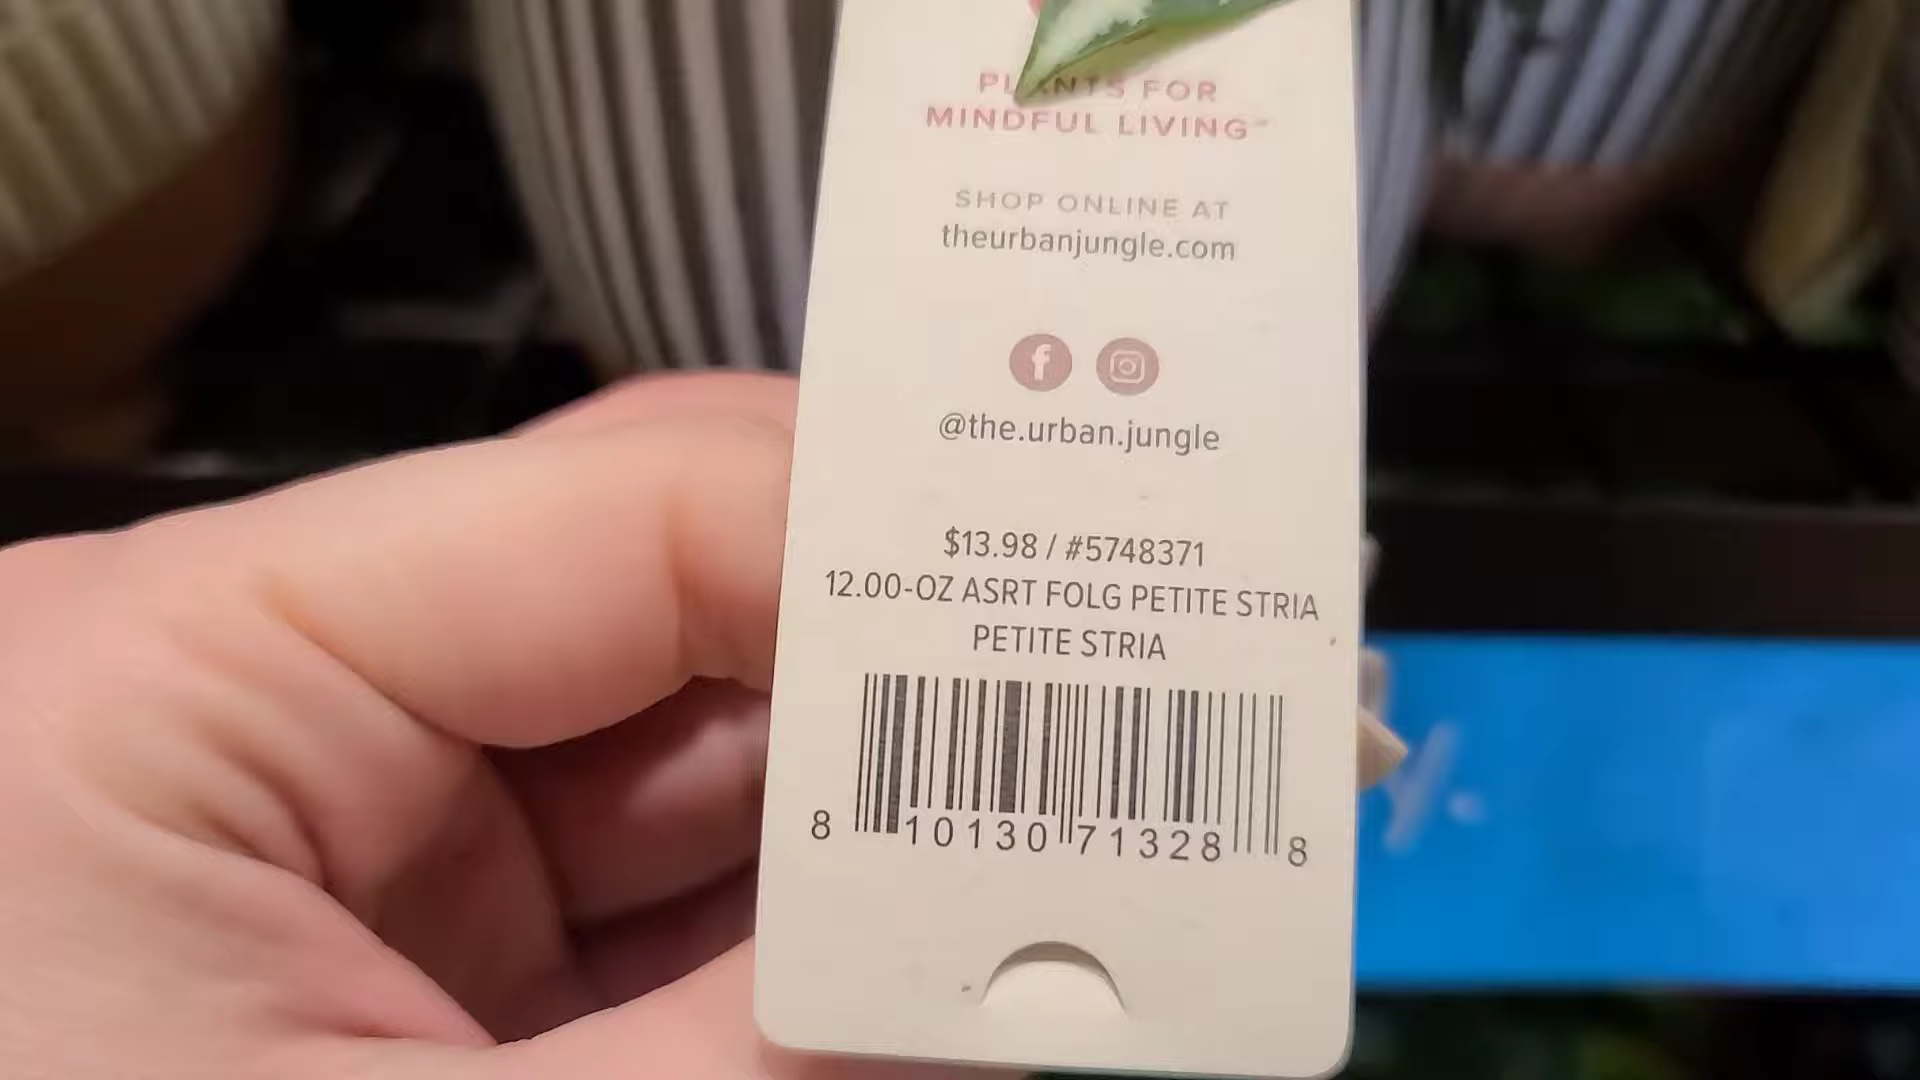 PLANTS FOR
MINDFUL LIVING™
SHOP ONLINE AT
theurbanjungle.com
@the.urban.jungle
$13.98 / #5748371
12.00-OZ ASRT FOLG PETITE STRIA
PETITE STRIA
8 10130 71328 8